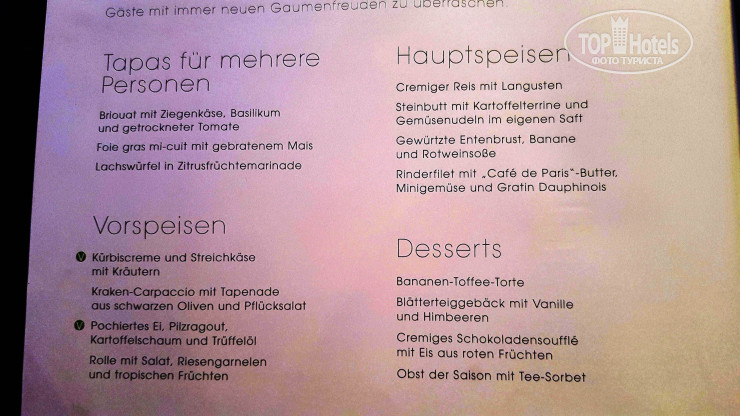 Gäste mit immer neuen Gaumenfreuden zu überraschen.
Tapas für mehrere
Personen
Briouat mit Ziegenkäse, Basilikum
und getrockneter Tomate
Foie gras mi-cuit mit gebratenem Mais
Lachswürfel in Zitrusfrüchtemarinade
Vorspeisen
V Kürbiscreme und Streichkäse
mit Kräutern
Kraken-Carpaccio mit Tapenade
aus schwarzen Oliven und Pflücksalat
V Pochiertes Ei, Pilzragout,
Kartoffelschaum und Trüffelöl
Rolle mit Salat, Riesengarnelen
und tropischen Früchten
Hauptspeisen
Cremiger Reis mit Langusten
Steinbutt mit Kartoffelterrine und
Gemüsenudeln im eigenen Saft
Gewürzte Entenbrust, Banane
und Rotweinsoße
Rinderfilet mit „Café de Paris“-Butter,
Minigemüse und Gratin Dauphinois
Desserts
Bananen-Toffee-Torte
Blätterteiggebäck mit Vanille
und Himbeeren
Cremiges Schokoladensoufflé
mit Eis aus roten Früchten
Obst der Saison mit Tee-Sorbet
TOP Hotels
ФОТО ТУРИСТА